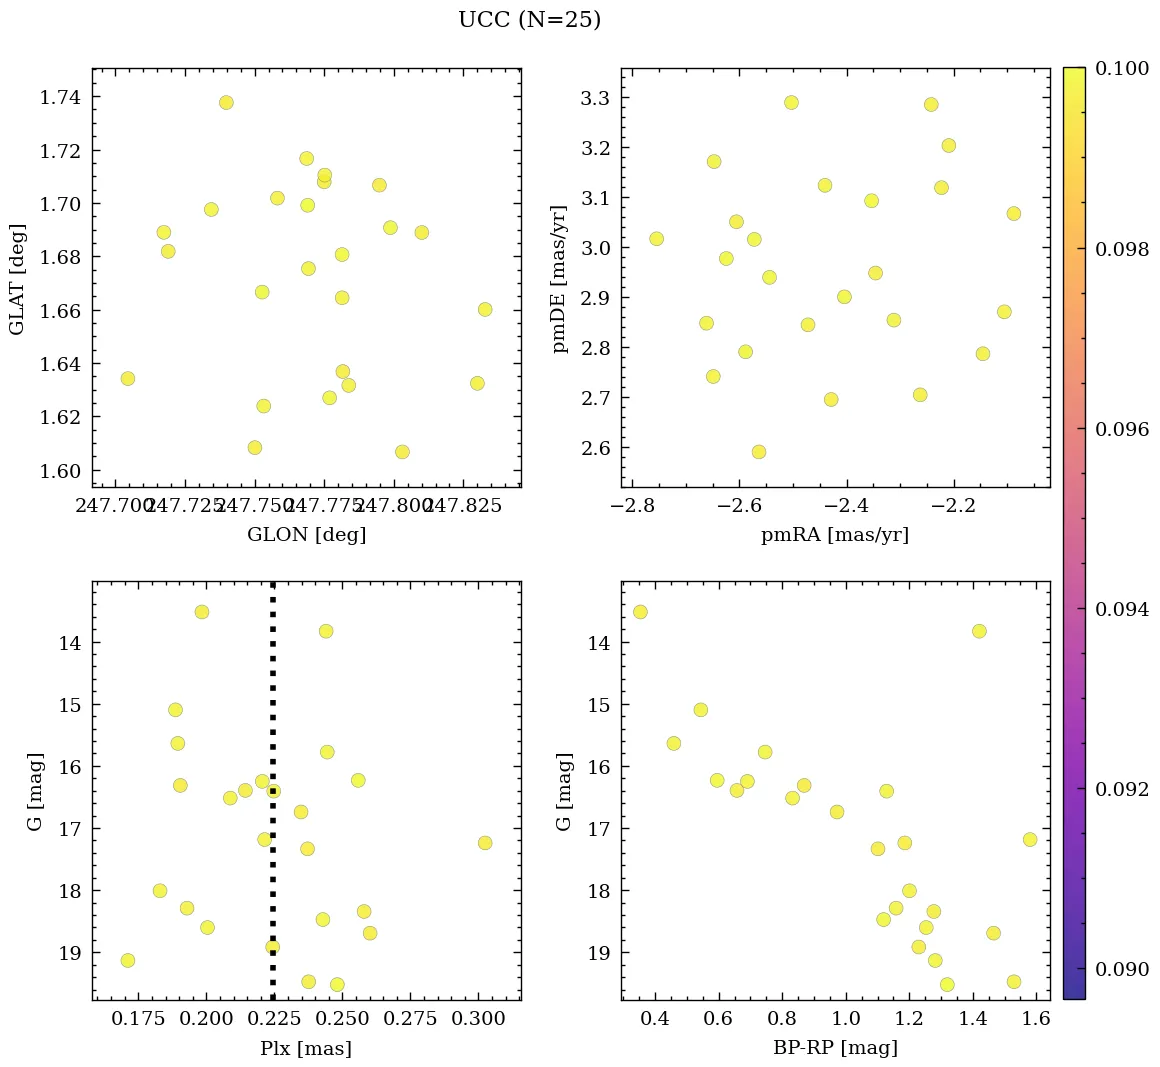 UCC (N=25)
1.74
1.72
1.70
1.68
1.66
1.64
1.62
1.60
GLAT [deg]
247.700 247.725 247.750 247.775 247.800 247.825
GLON [deg]
3.3
3.2
3.1
3.0
2.9
2.8
2.7
2.6
pmDE [mas/yr]
−2.8 −2.6 −2.4 −2.2
pmRA [mas/yr]
0.100
0.098
0.096
0.094
0.092
0.090
14
15
16
17
18
19
G [mag]
0.175 0.200 0.225 0.250 0.275 0.300
Plx [mas]
14
15
16
17
18
19
G [mag]
0.4 0.6 0.8 1.0 1.2 1.4 1.6
BP-RP [mag]